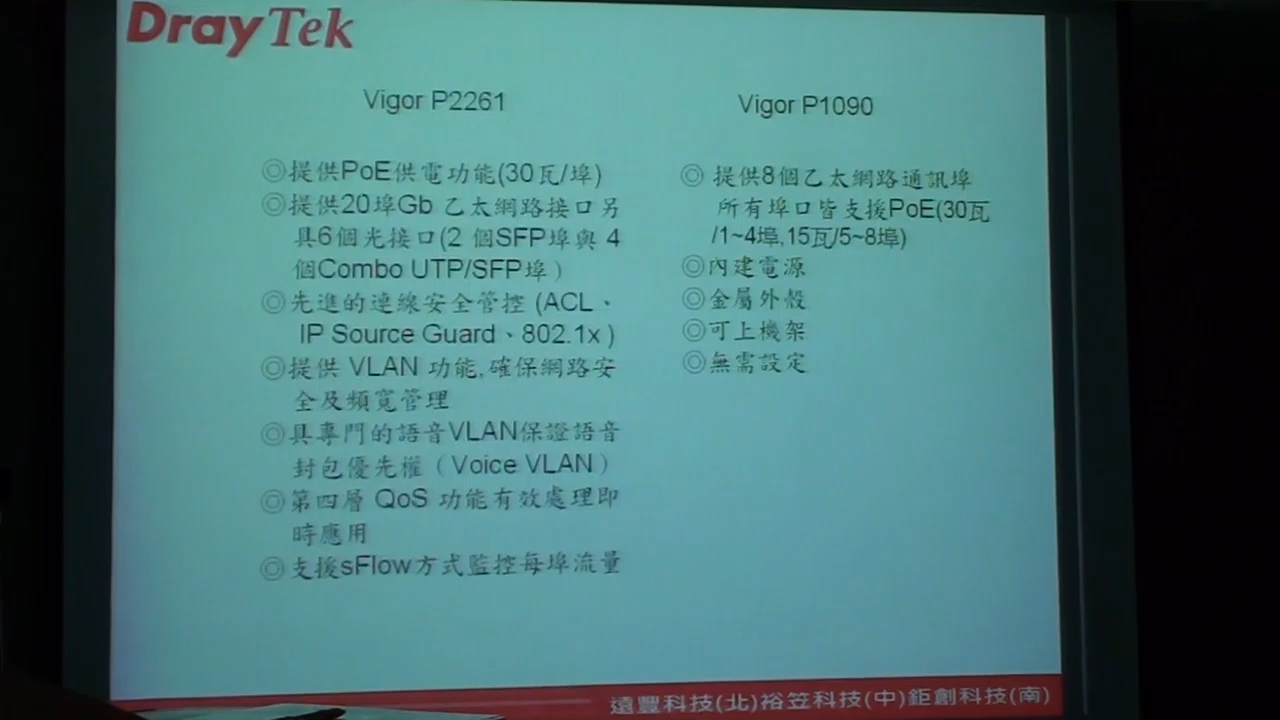 DrayTek
Vigor P2261
◎提供PoE供電功能(30瓦/埠)
◎提供20埠Gb 乙太網路接口另
具6個光接口(2 個SFP埠與 4
個Combo UTP/SFP埠）
◎先進的連線安全管控 (ACL、
IP Source Guard、802.1x )
◎提供 VLAN 功能,確保網路安
全及頻寬管理
◎具專門的語音VLAN保證語音
封包優先權（Voice VLAN）
◎第四層 QoS 功能有效處理即
時應用
◎支援sFlow方式監控每埠流量
Vigor P1090
◎ 提供8個乙太網路通訊埠
所有埠口皆支援PoE(30瓦
/1~4埠,15瓦/5~8埠)
◎內建電源
◎金屬外殼
◎可上機架
◎無需設定
遠豐科技(北)裕笠科技(中)鉅創科技(南)